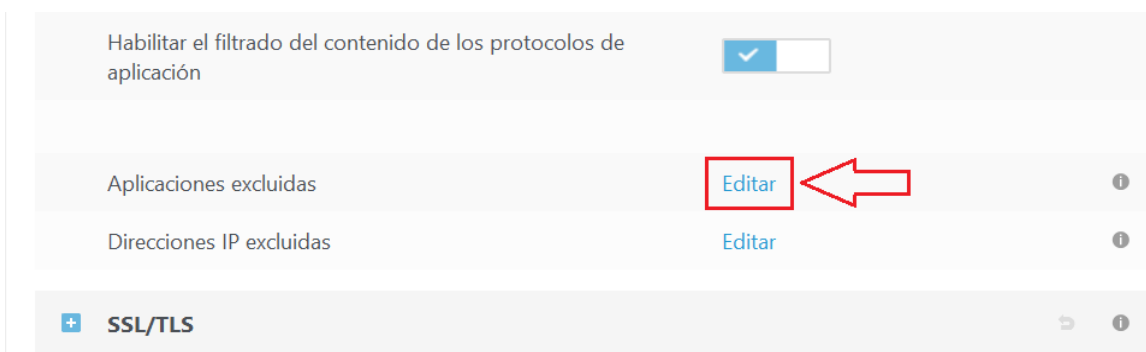 Habilitar el filtrado del contenido de los protocolos de
aplicación
Aplicaciones excluidas
Editar
Direcciones IP excluidas
Editar
SSL/TLS